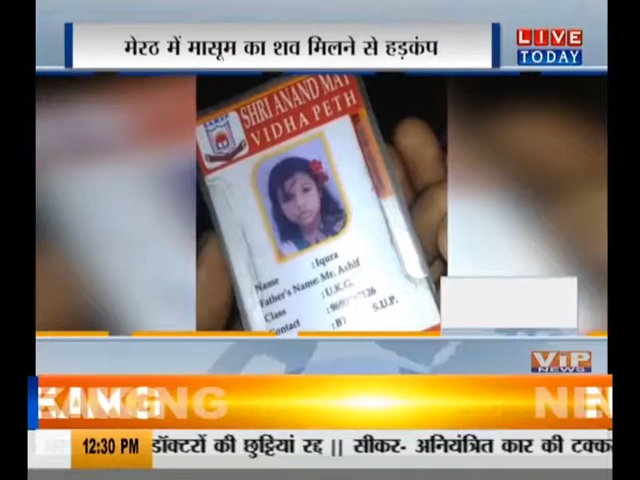 मेरठ में मासूम का शव मिलने से हड़कंप
LIVE
TODAY
SHRI ANAND MAI
VIDHA PETH
Name : Iqura
Father's Name: Mr. Ashif
Class : U.K.G.
Contact
S.U.P.
VIP
NEWS
12:30 PM डॉक्टरों की छुट्टियां रद्द || सीकर- अनियंत्रित कार की टक्क